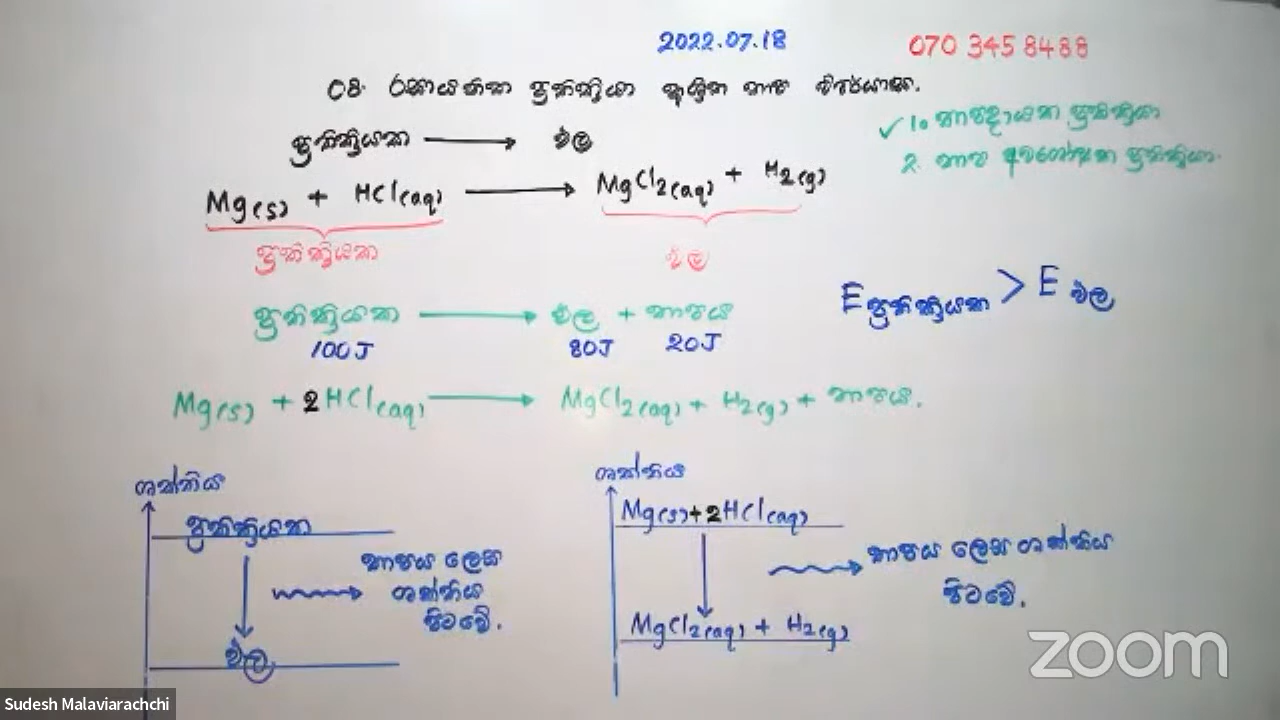 2022.07.18
070 345 8488
08. රසායනික ප්‍රතික්‍රියා ආශ්‍රිත තාප විපර්යාස.
✓ 1. තාපදායක ප්‍රතික්‍රියා
2. තාප අවශෝෂක ප්‍රතික්‍රියා.
ප්‍රතික්‍රියක → ඵල
Mg(s) + HCl(aq) → MgCl2(aq) + H2(g)
ප්‍රතික්‍රියක ඵල
E ප්‍රතික්‍රියක > E ඵල
ප්‍රතික්‍රියක → ඵල + තාපය
100J 80J 20J
Mg(s) + 2HCl(aq) → MgCl2(aq) + H2(g) + තාපය.
ශක්තිය
ප්‍රතික්‍රියක
තාපය ලෙස
ශක්තිය
පිටවේ.
ඵල
ශක්තිය
Mg(s)+2HCl(aq)
තාපය ලෙස ශක්තිය
පිටවේ.
MgCl2(aq) + H2(g)
zoom
Sudesh Malaviarachchi